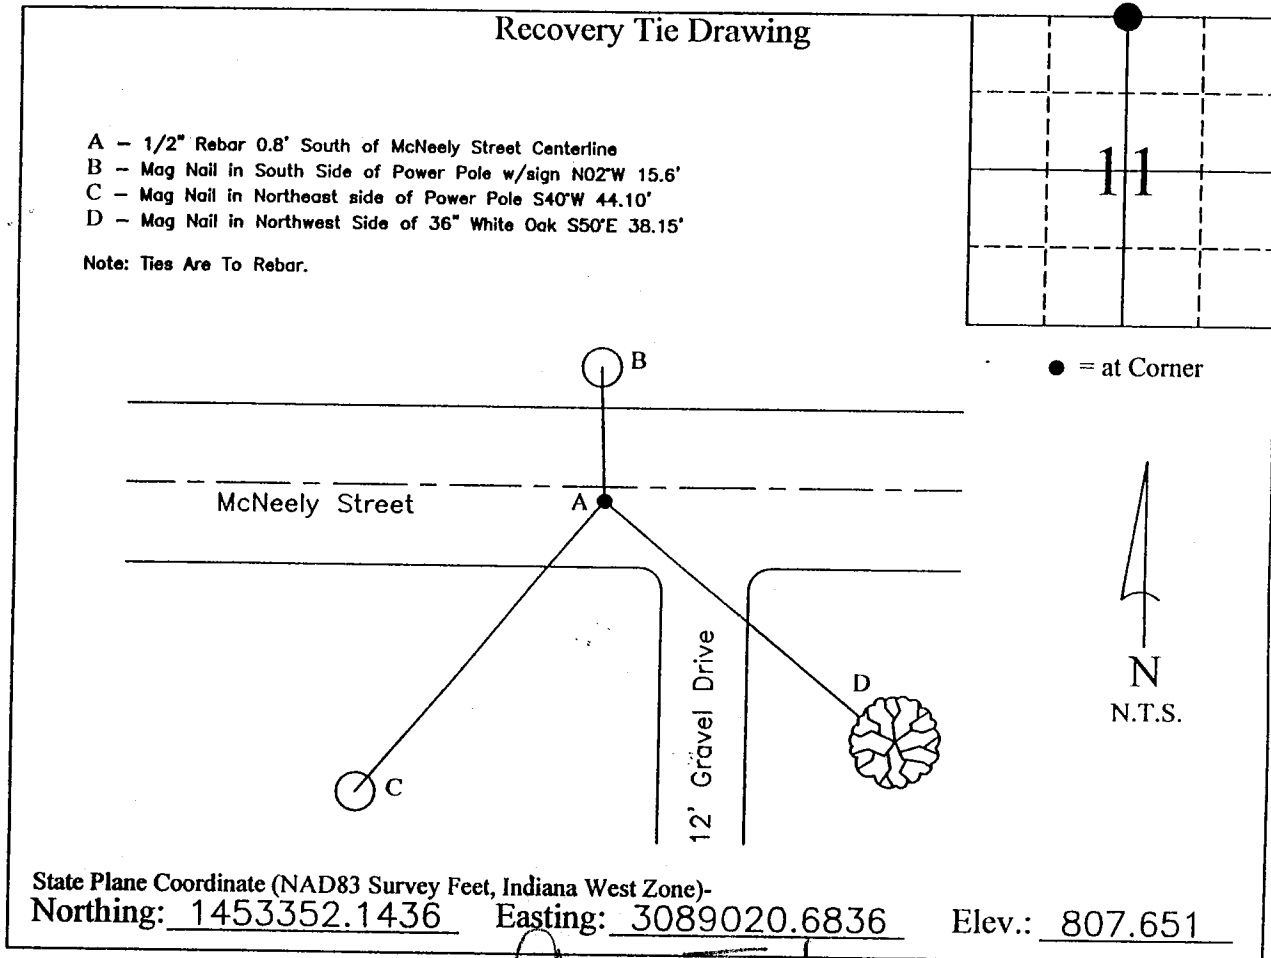 Recovery Tie Drawing
A – 1/2" Rebar 0.8' South of McNeely Street Centerline
B – Mag Nail in South Side of Power Pole w/sign N02°W 15.6'
C – Mag Nail in Northeast side of Power Pole S40°W 44.10'
D – Mag Nail in Northwest Side of 36" White Oak S50°E 38.15'
Note: Ties Are To Rebar.
11
● = at Corner
B
McNeely Street
A
12' Gravel Drive
D
C
N
N.T.S.
State Plane Coordinate (NAD83 Survey Feet, Indiana West Zone)-
Northing: 1453352.1436 Easting: 3089020.6836 Elev.: 807.651